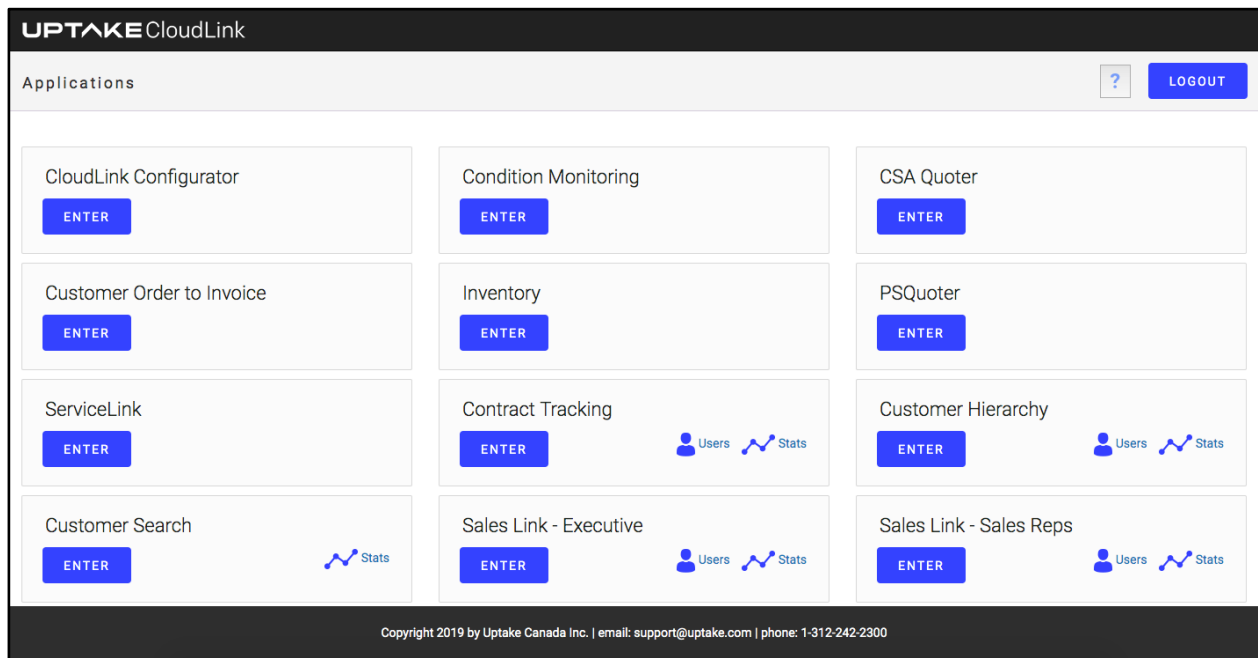 UPTAKE CloudLink
Applications
?
LOGOUT
CloudLink Configurator
ENTER
Condition Monitoring
ENTER
CSA Quoter
ENTER
Customer Order to Invoice
ENTER
Inventory
ENTER
PSQuoter
ENTER
ServiceLink
ENTER
Contract Tracking
ENTER
Users
Stats
Customer Hierarchy
ENTER
Users
Stats
Customer Search
ENTER
Stats
Sales Link - Executive
ENTER
Users
Stats
Sales Link - Sales Reps
ENTER
Users
Stats
Copyright 2019 by Uptake Canada Inc. | email: support@uptake.com | phone: 1-312-242-2300